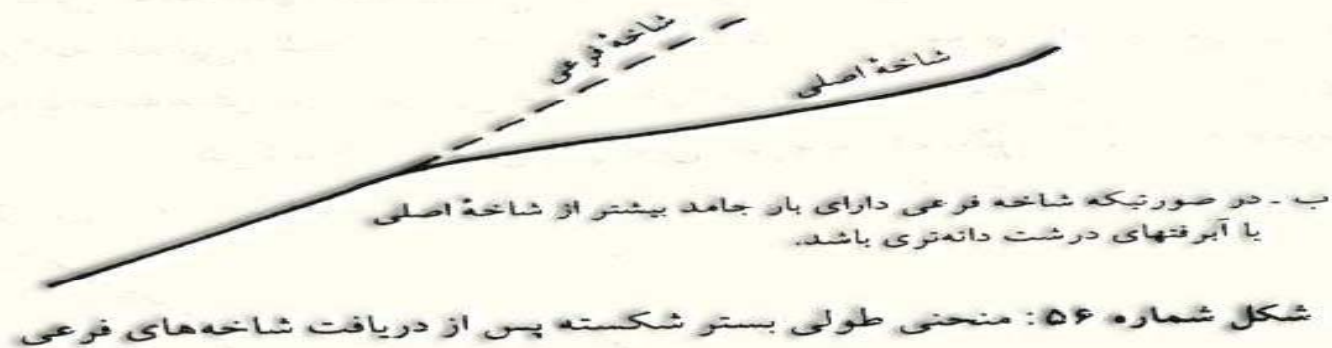 شاخهٔ فرعی
شاخهٔ اصلی
ب ـ در صورتیکه شاخه فرعی دارای بار جامد بیشتر از شاخهٔ اصلی
یا آبرفتهای درشت دانه‌تری باشد.
شکل شماره ۵۶: منحنی طولی بستر شکسته پس از دریافت شاخه‌های فرعی